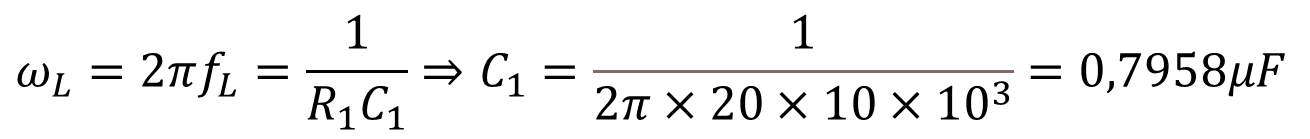 ω_L = 2πf_L = 1/(R_1C_1) ⇒ C_1 = 1/(2π × 20 × 10 × 10^3) = 0,7958μF